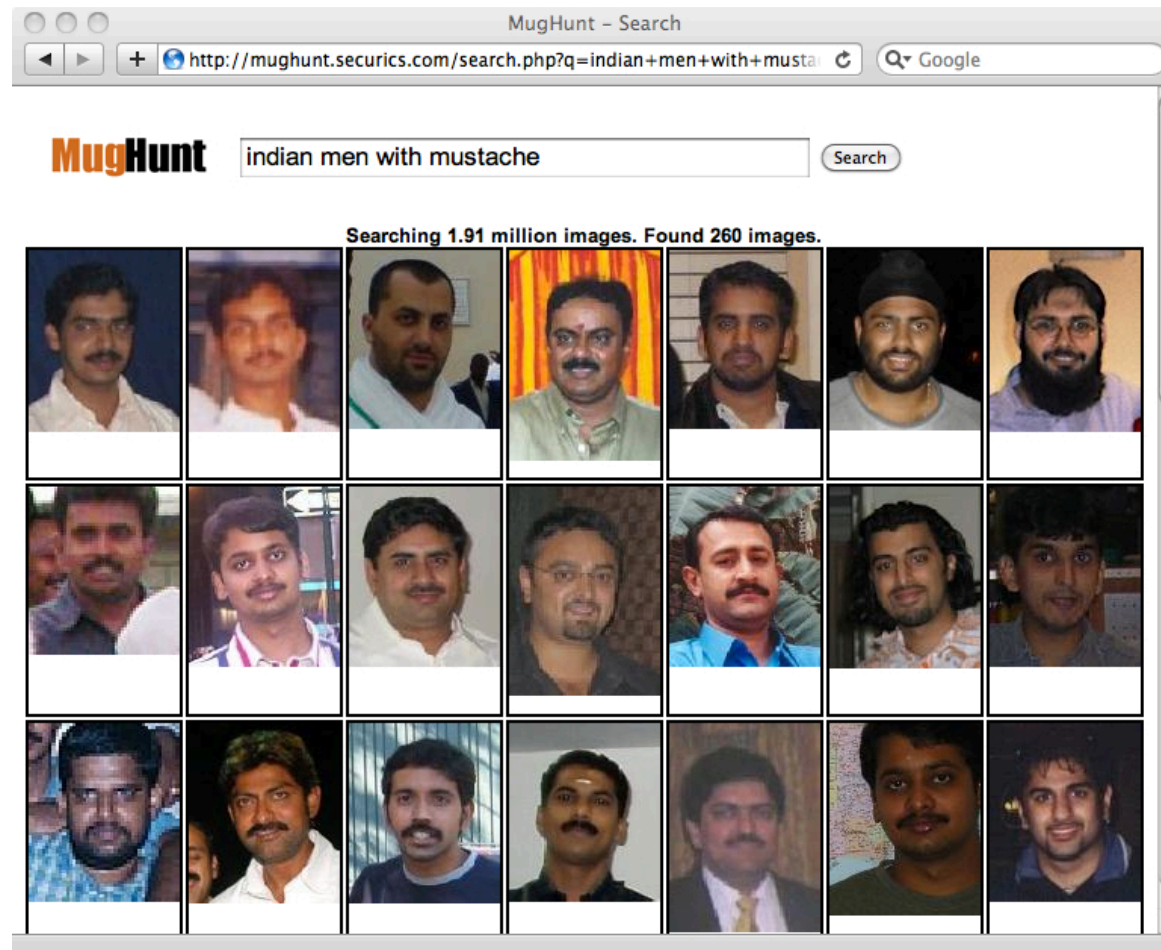 MugHunt – Search
http://mughunt.securics.com/search.php?q=indian+men+with+musta
Google
MugHunt
indian men with mustache
Search
Searching 1.91 million images. Found 260 images.